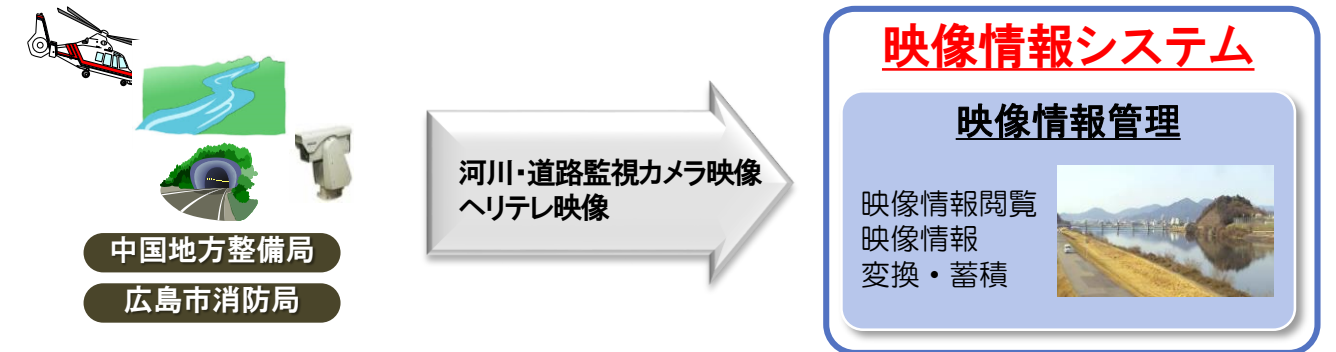 映像情報システム
映像情報管理
河川・道路監視カメラ映像
ヘリテレ映像
映像情報閲覧
映像情報
変換・蓄積
中国地方整備局
広島市消防局